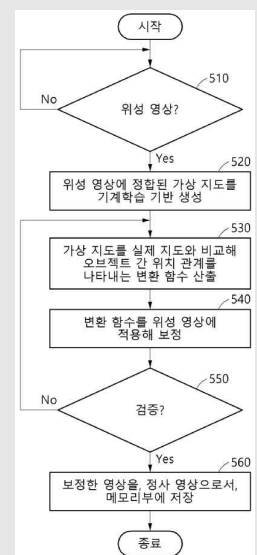 시작
510
No
위성 영상?
Yes
520
위성 영상에 정합된 가상 지도를
기계학습 기반 생성
530
가상 지도를 실제 지도와 비교해
오브젝트 간 위치 관계를
나타내는 변환 함수 산출
540
변환 함수를 위성 영상에
적용해 보정
550
No
검증?
Yes
560
보정한 영상을, 정사 영상으로서,
메모리부에 저장
종료